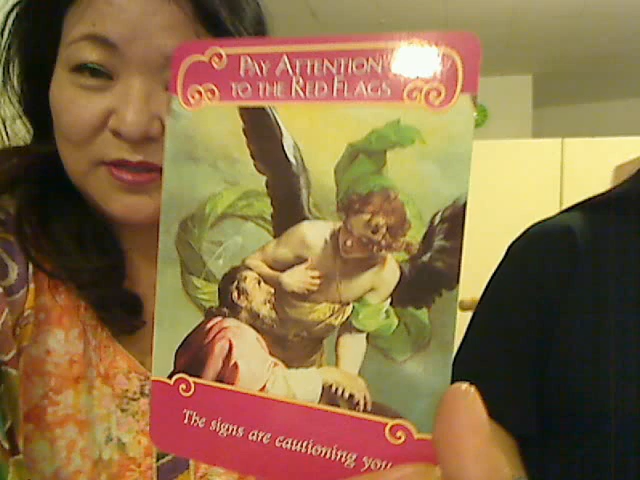 PAY ATTENTION
TO THE RED FLAGS
The signs are cautioning you